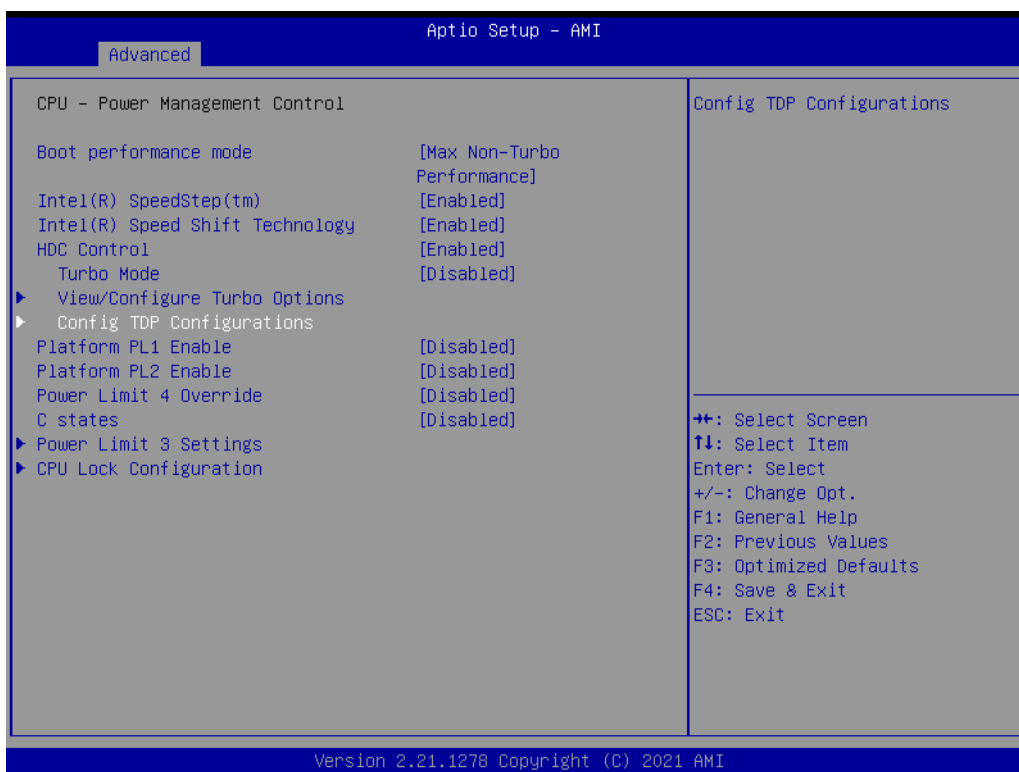 Aptio Setup – AMI
Advanced
CPU – Power Management Control
Boot performance mode [Max Non-Turbo
Performance]
Intel(R) SpeedStep(tm) [Enabled]
Intel(R) Speed Shift Technology [Enabled]
HDC Control [Enabled]
Turbo Mode [Disabled]
View/Configure Turbo Options
Config TDP Configurations
Platform PL1 Enable [Disabled]
Platform PL2 Enable [Disabled]
Power Limit 4 Override [Disabled]
C states [Disabled]
Power Limit 3 Settings
CPU Lock Configuration
Config TDP Configurations
→←: Select Screen
↑↓: Select Item
Enter: Select
+/-: Change Opt.
F1: General Help
F2: Previous Values
F3: Optimized Defaults
F4: Save & Exit
ESC: Exit
Version 2.21.1278 Copyright (C) 2021 AMI